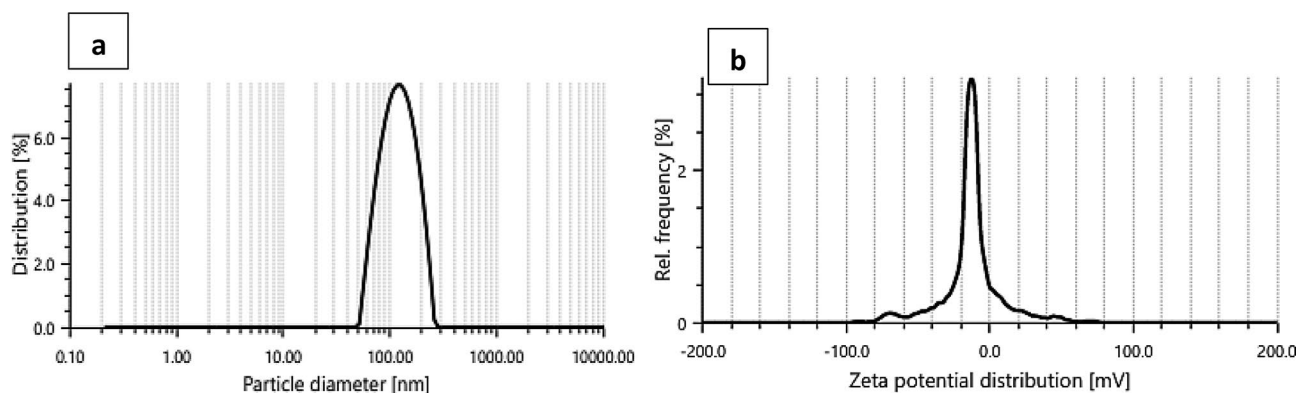 a
6.0
4.0
2.0
0.0
Distribution [%]
0.10 1.00 10.00 100.00 1000.00 10000.00
Particle diameter [nm]
b
2
0
Rel. frequency [%]
-200.0 -100.0 0.0 100.0 200.0
Zeta potential distribution [mV]